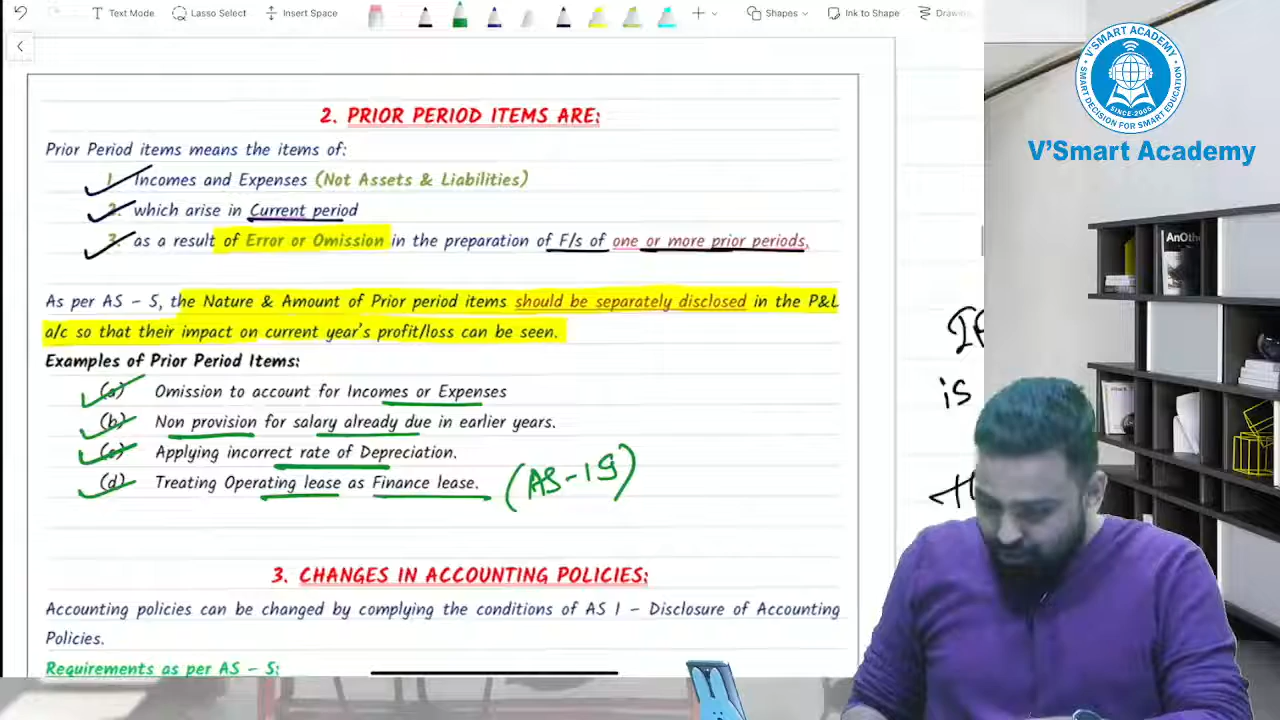 Text Mode Lasso Select Insert Space Shapes Ink to Shape Drawing
2. PRIOR PERIOD ITEMS ARE:
Prior Period items means the items of:
1. Incomes and Expenses (Not Assets & Liabilities)
2. which arise in Current period
3. as a result of Error or Omission in the preparation of F/s of one or more prior periods,
As per AS - 5, the Nature & Amount of Prior period items should be separately disclosed in the P&L
a/c so that their impact on current year's profit/loss can be seen.
Examples of Prior Period Items:
(a) Omission to account for Incomes or Expenses
(b) Non provision for salary already due in earlier years.
(c) Applying incorrect rate of Depreciation.
(d) Treating Operating lease as Finance lease.
(AS-19)
3. CHANGES IN ACCOUNTING POLICIES:
Accounting policies can be changed by complying the conditions of AS 1 - Disclosure of Accounting
Policies.
Requirements as per AS - 5:
If
is
V'SMART ACADEMY
SMART DECISION FOR SMART EDUCATION
SINCE-2005
V'Smart Academy